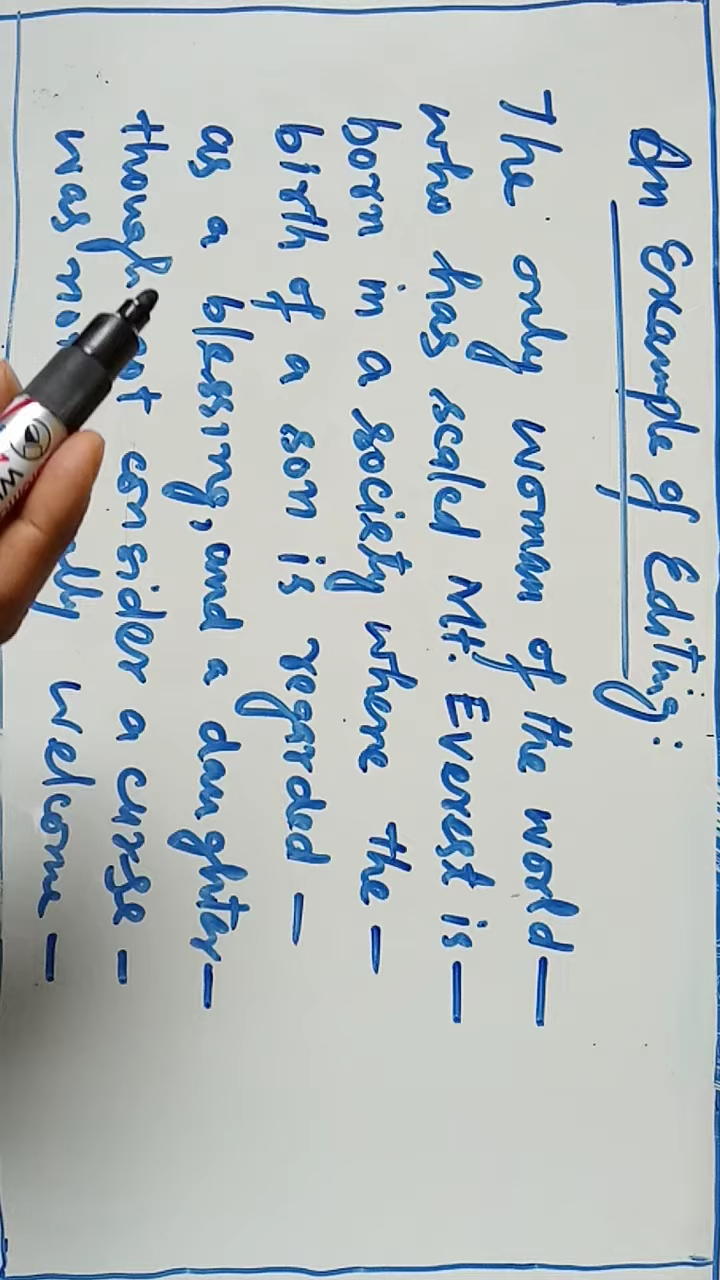 An Example of Editing:
The only woman of the world —
who has scaled Mt. Everest is —
born in a society where the —
birth of a son is regarded —
as a blessing, and a daughter —
though not consider a curse —
was welcome —